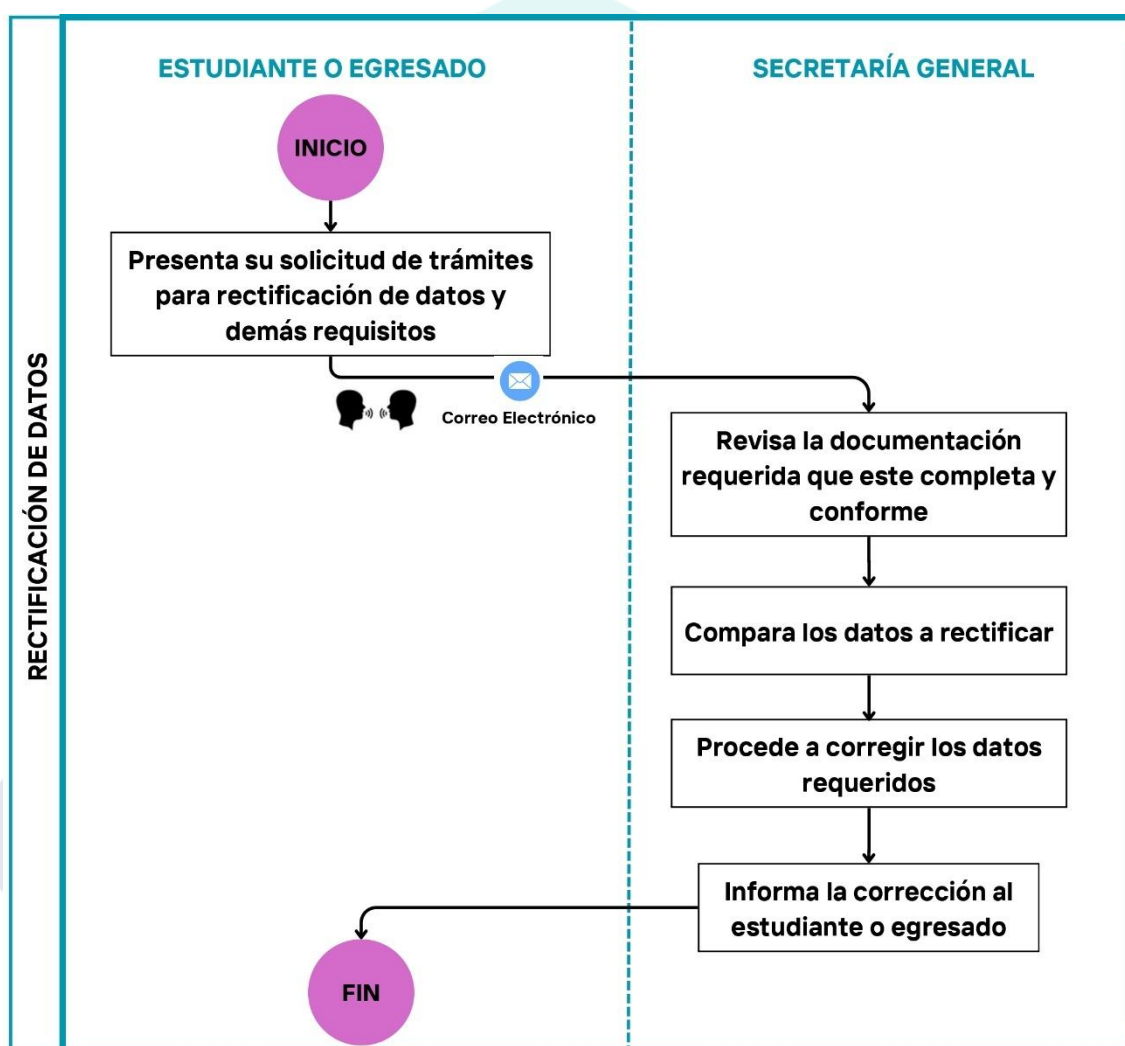 RECTIFICACIÓN DE DATOS
ESTUDIANTE O EGRESADO
SECRETARÍA GENERAL
INICIO
Presenta su solicitud de trámites
para rectificación de datos y
demás requisitos
Correo Electrónico
Revisa la documentación
requerida que este completa y
conforme
Compara los datos a rectificar
Procede a corregir los datos
requeridos
Informa la corrección al
estudiante o egresado
FIN